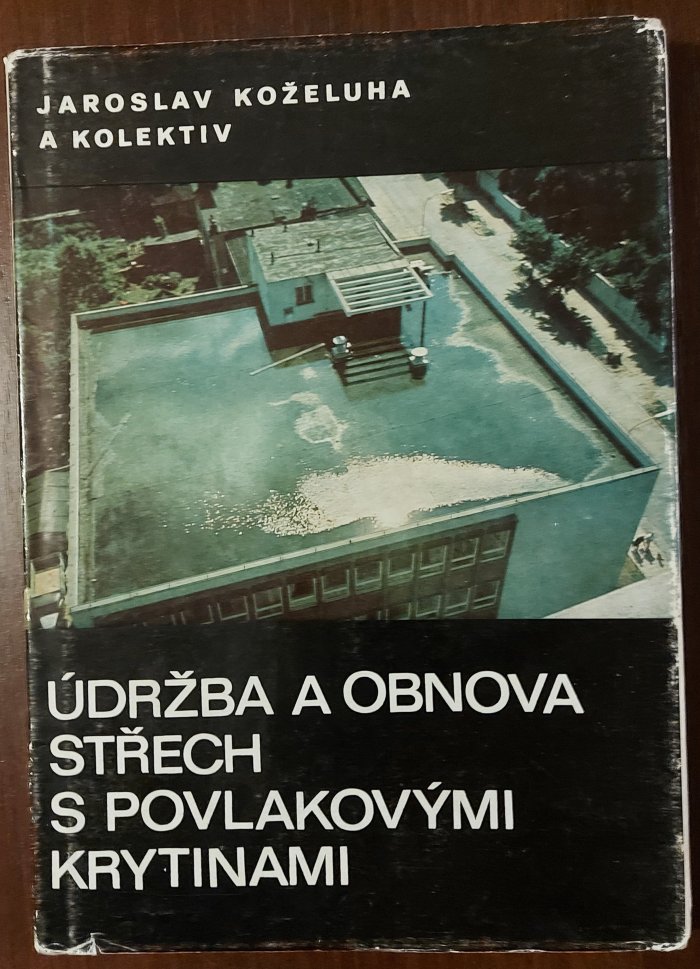 JAROSLAV KOŽELUHA
A KOLEKTIV
ÚDRŽBA A OBNOVA
STŘECH
S POVLAKOVÝMI
KRYTINAMI